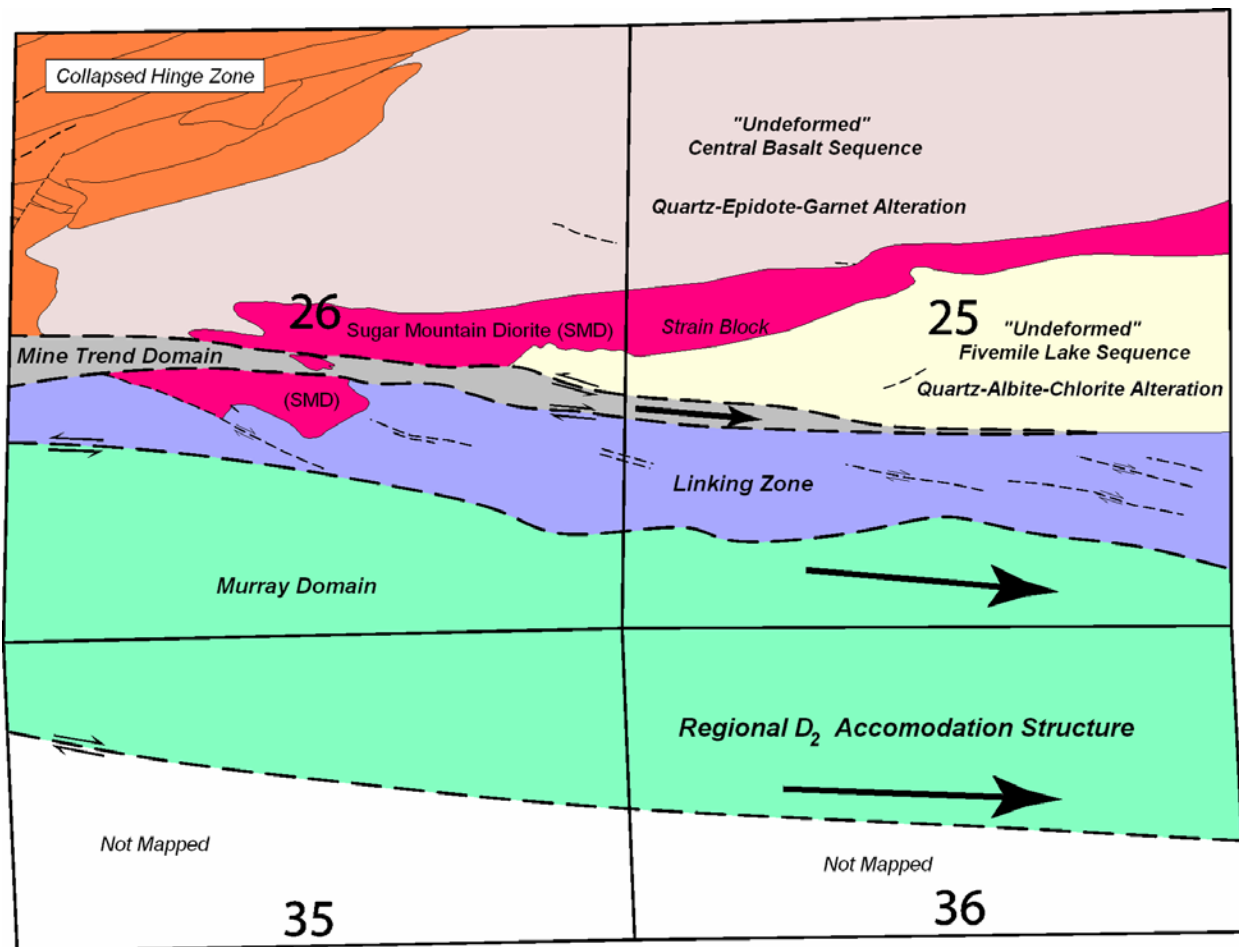 Collapsed Hinge Zone
"Undeformed"
Central Basalt Sequence
Quartz-Epidote-Garnet Alteration
26
Sugar Mountain Diorite (SMD)
Strain Block
25
"Undeformed"
Fivemile Lake Sequence
Mine Trend Domain
Quartz-Albite-Chlorite Alteration
(SMD)
Linking Zone
Murray Domain
Regional D2 Accomodation Structure
Not Mapped
Not Mapped
35
36